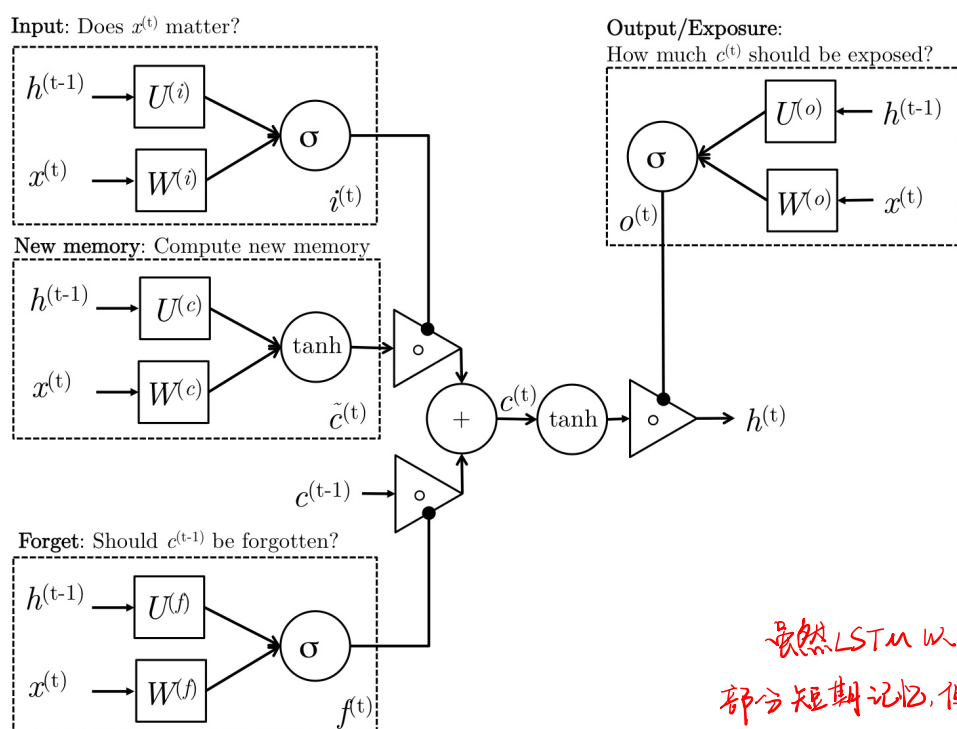 Input: Does x(t) matter?
h(t-1)
U(i)
σ
x(t)
W(i)
i(t)
New memory: Compute new memory
h(t-1)
U(c)
tanh
x(t)
W(c)
c̃(t)
Forget: Should c(t-1) be forgotten?
h(t-1)
U(f)
σ
x(t)
W(f)
f(t)
c(t-1)
+
c(t)
tanh
h(t)
Output/Exposure:
How much c(t) should be exposed?
U(o)
h(t-1)
σ
W(o)
x(t)
o(t)
虽然LSTM
部分短期记忆,但